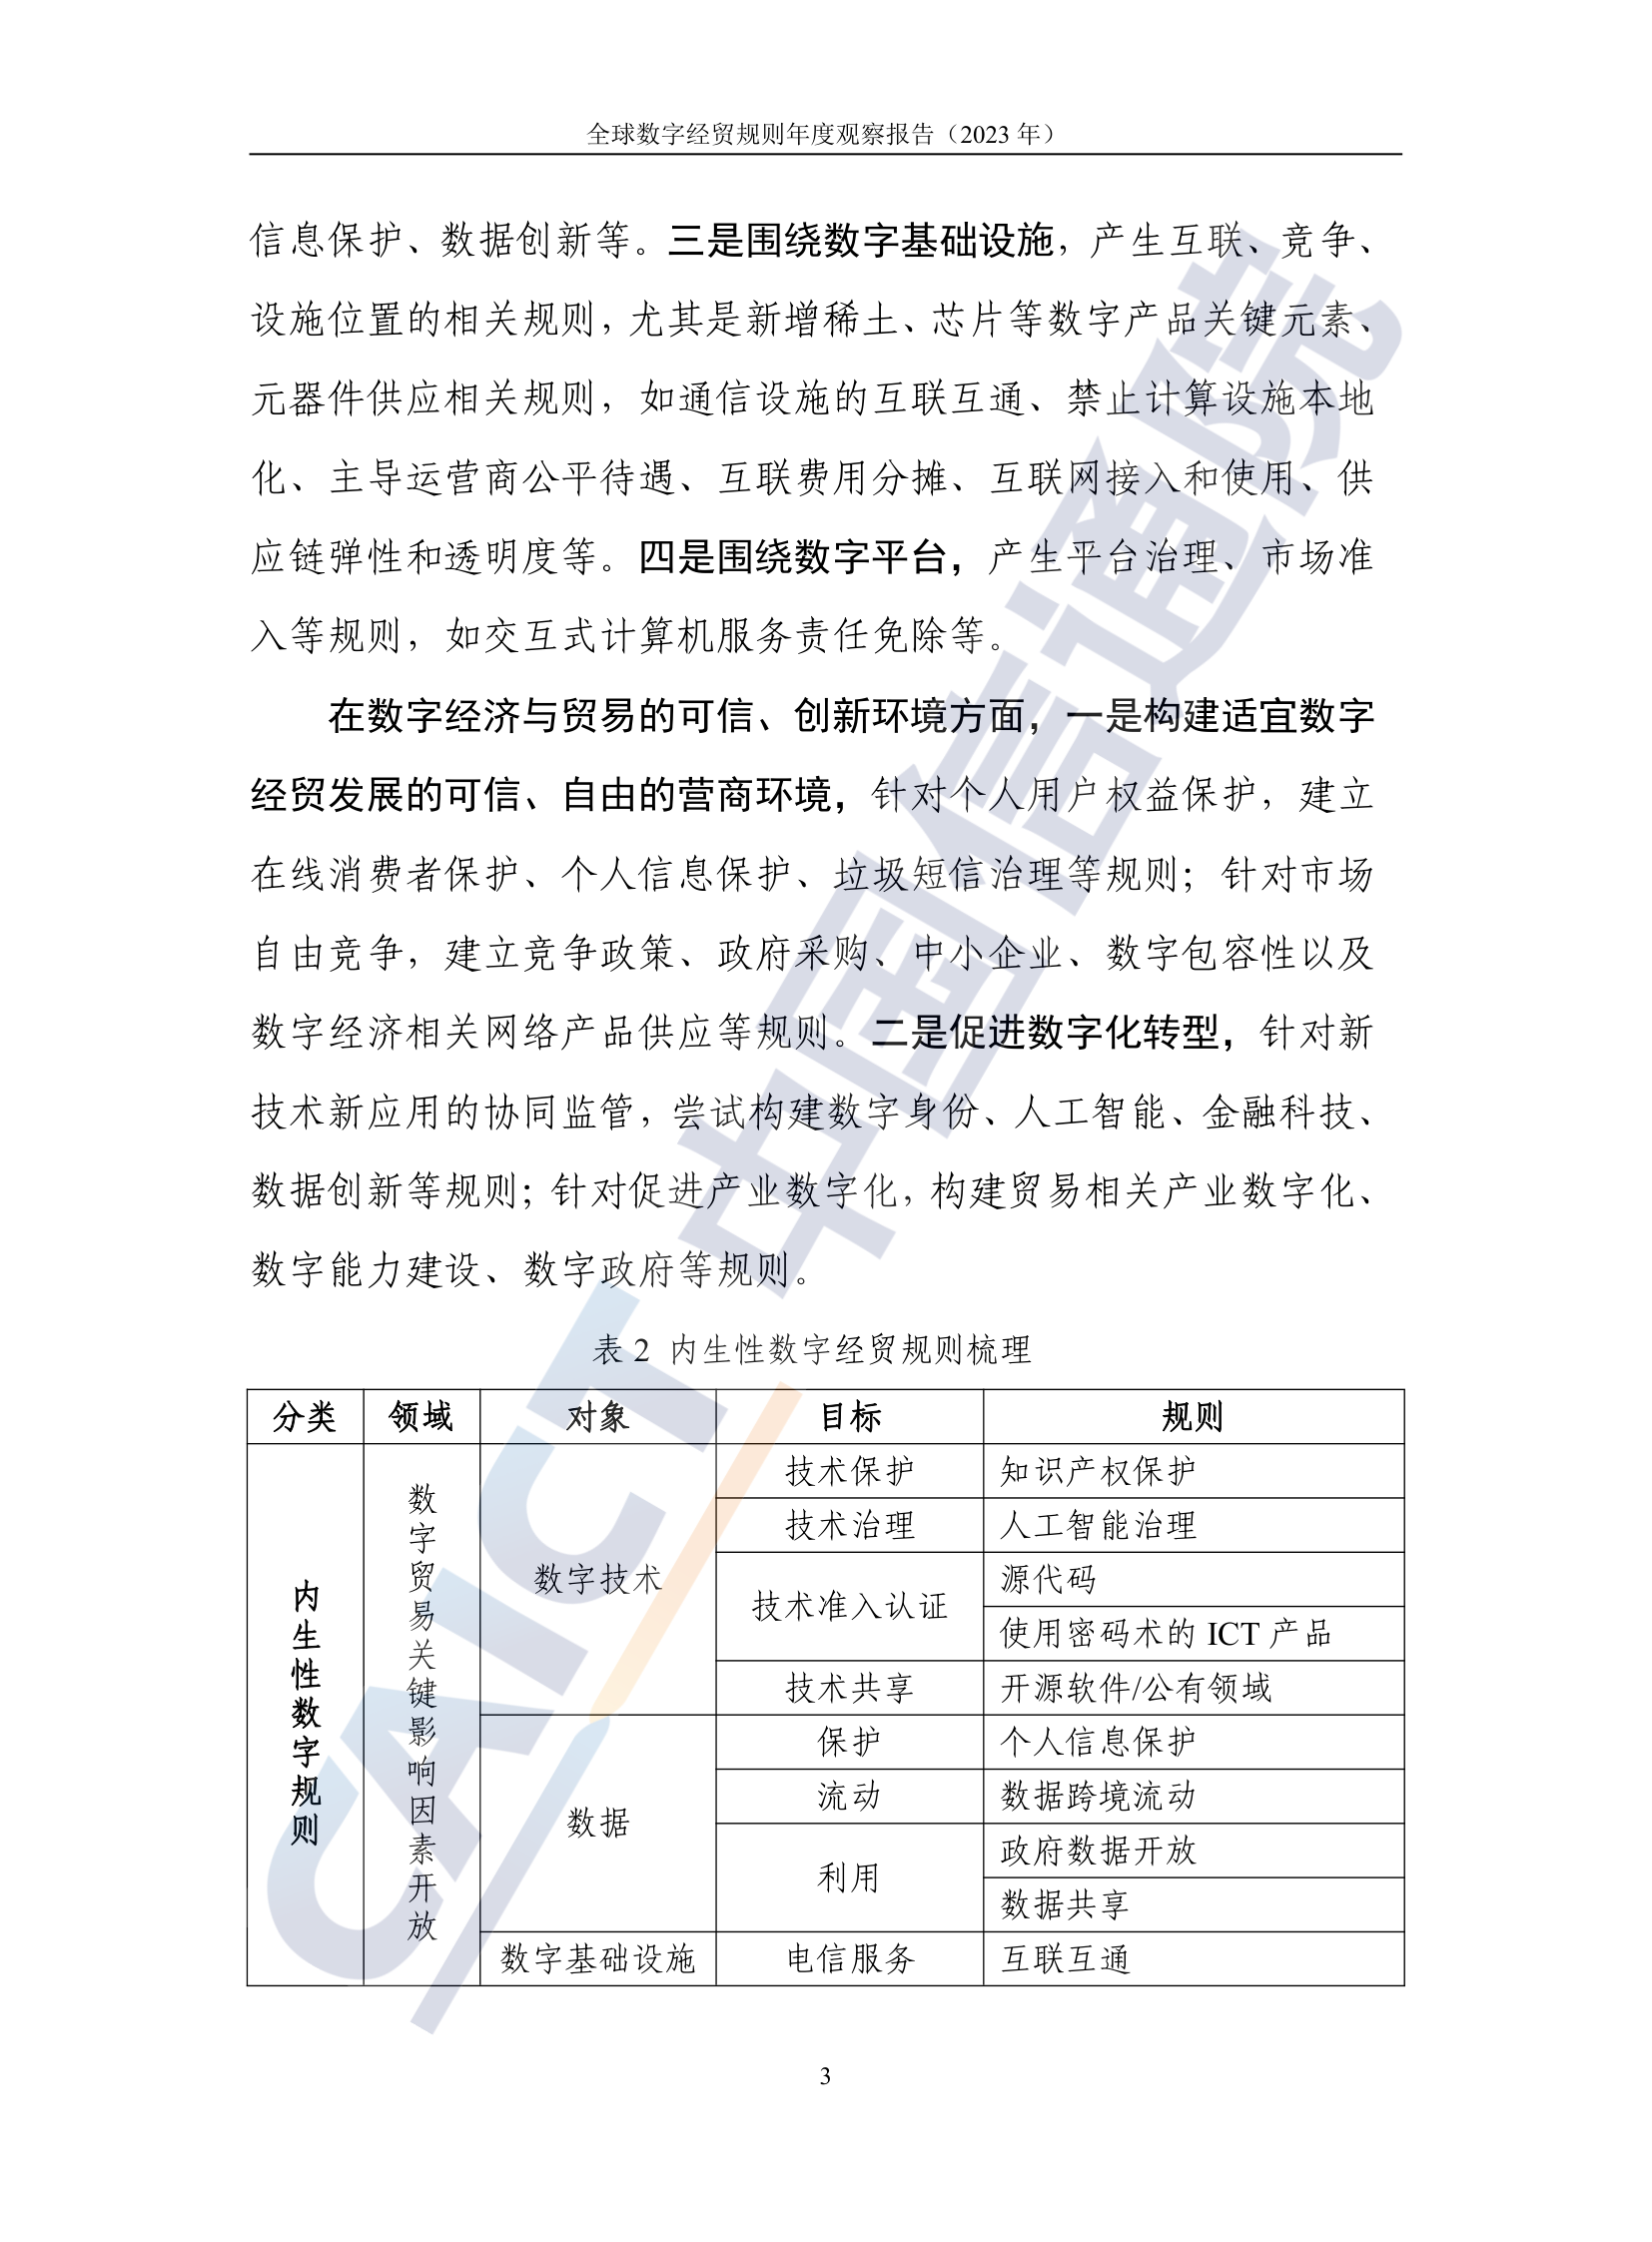 全球数字经贸规则年度观察报告（2023 年）
信息保护、数据创新等。三是围绕数字基础设施，产生互联、竞争、
设施位置的相关规则，尤其是新增稀土、芯片等数字产品关键元素、
元器件供应相关规则，如通信设施的互联互通、禁止计算设施本地
化、主导运营商公平待遇、互联费用分摊、互联网接入和使用、供
应链弹性和透明度等。四是围绕数字平台，产生平台治理、市场准
入等规则，如交互式计算机服务责任免除等。
在数字经济与贸易的可信、创新环境方面，一是构建适宜数字
经贸发展的可信、自由的营商环境，针对个人用户权益保护，建立
在线消费者保护、个人信息保护、垃圾短信治理等规则；针对市场
自由竞争，建立竞争政策、政府采购、中小企业、数字包容性以及
数字经济相关网络产品供应等规则。二是促进数字化转型，针对新
技术新应用的协同监管，尝试构建数字身份、人工智能、金融科技、
数据创新等规则；针对促进产业数字化，构建贸易相关产业数字化、
数字能力建设、数字政府等规则。
表 2 内生性数字经贸规则梳理
分类 领域 对象 目标 规则
内生性数字规则
数字贸易关键影响因素开放
数字技术
技术保护 知识产权保护
技术治理 人工智能治理
技术准入认证 源代码
使用密码术的 ICT 产品
技术共享 开源软件/公有领域
数据
保护 个人信息保护
流动 数据跨境流动
利用 政府数据开放
数据共享
数字基础设施 电信服务 互联互通
3
CAICT 中国信通院